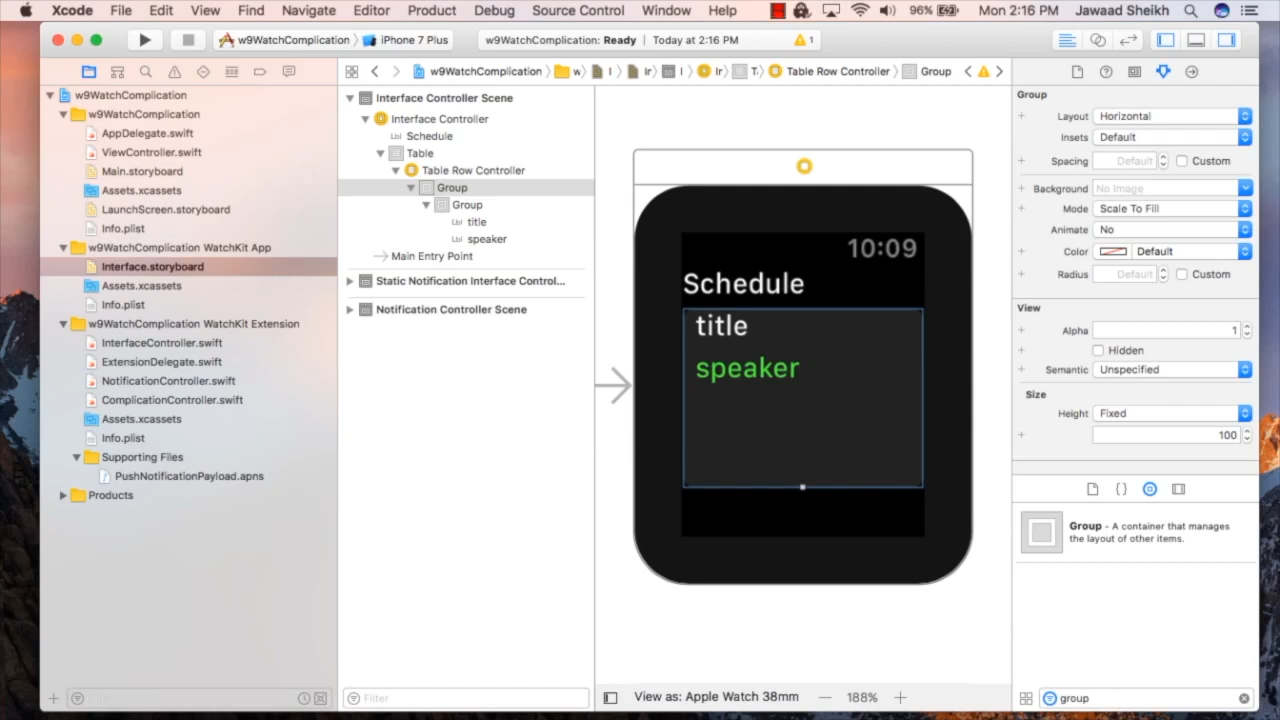 Xcode File Edit View Find Navigate Editor Product Debug Source Control Window Help 96% Mon 2:16 PM Jawaad Sheikh
w9WatchComplication iPhone 7 Plus w9WatchComplication: Ready Today at 2:16 PM 1
w9WatchComplication w I Ir I Ir T. Table Row Controller Group
w9WatchComplication
w9WatchComplication
AppDelegate.swift
ViewController.swift
Main.storyboard
Assets.xcassets
LaunchScreen.storyboard
Info.plist
w9WatchComplication WatchKit App
Interface.storyboard
Assets.xcassets
Info.plist
w9WatchComplication WatchKit Extension
InterfaceController.swift
ExtensionDelegate.swift
NotificationController.swift
ComplicationController.swift
Assets.xcassets
Info.plist
Supporting Files
PushNotificationPayload.apns
Products
Interface Controller Scene
Interface Controller
Lbl Schedule
Table
Table Row Controller
Group
Group
Lbl title
Lbl speaker
Main Entry Point
Static Notification Interface Control...
Notification Controller Scene
Filter
10:09
Schedule
title
speaker
View as: Apple Watch 38mm — 188% +
Group
Layout Horizontal
Insets Default
Spacing Default Custom
Background No Image
Mode Scale To Fill
Animate No
Color Default
Radius Default Custom
View
Alpha 1
Hidden
Semantic Unspecified
Size
Height Fixed
100
Group - A container that manages
the layout of other items.
group